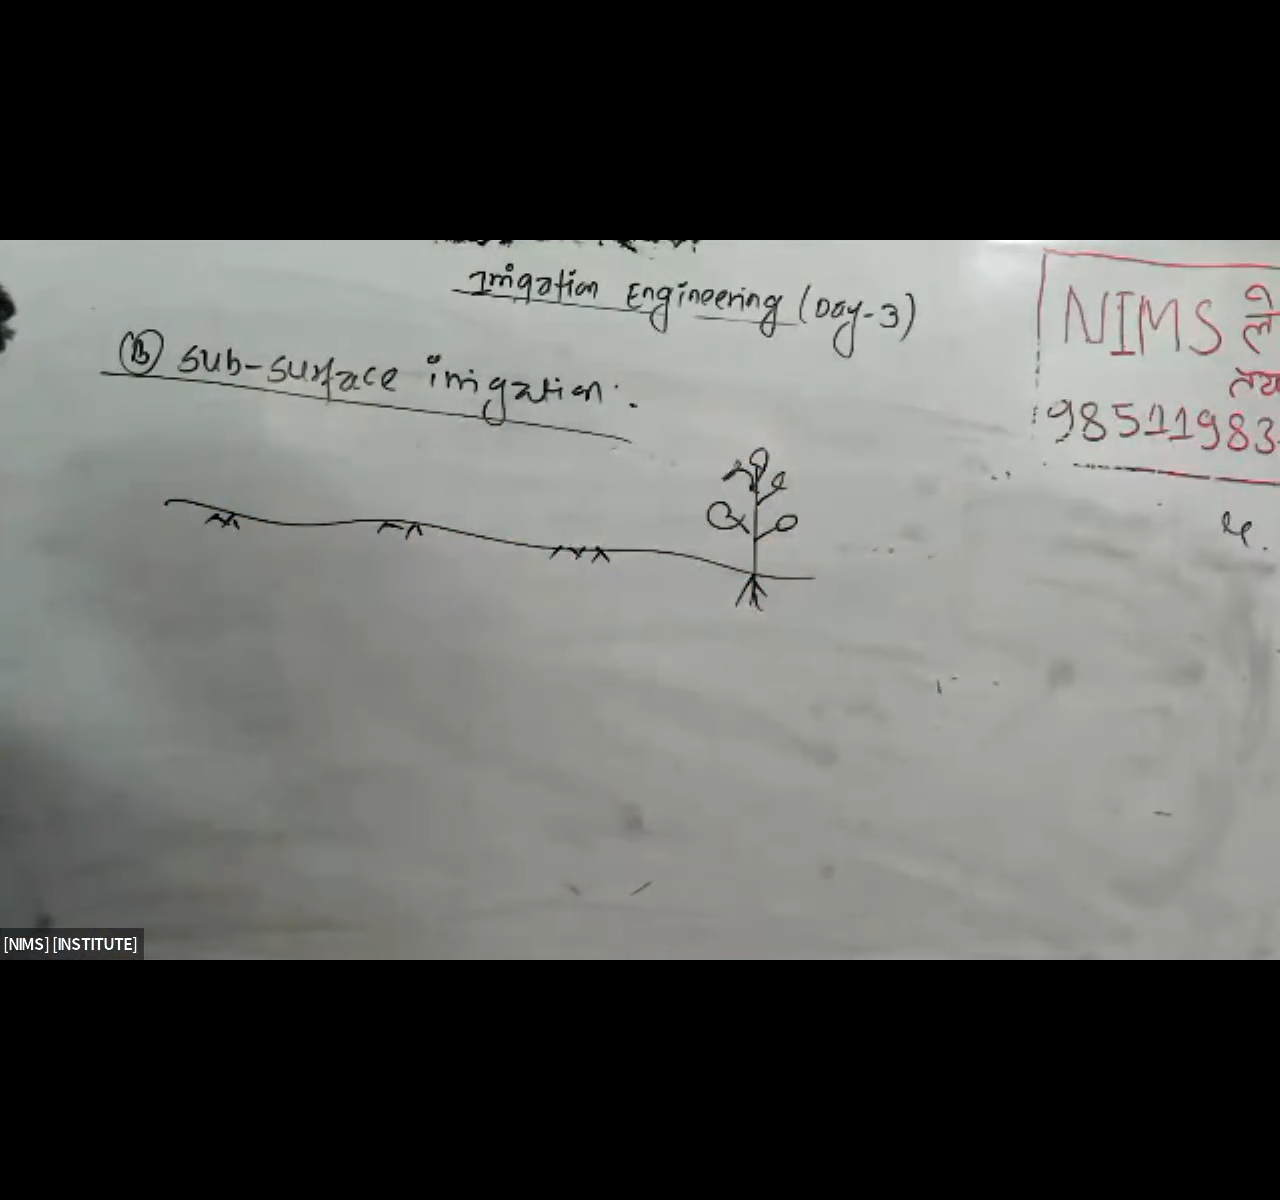 Irrigation Engineering (Day-3)
(B) Sub-surface irrigation:
NIMS
98511983
[NIMS] [INSTITUTE]